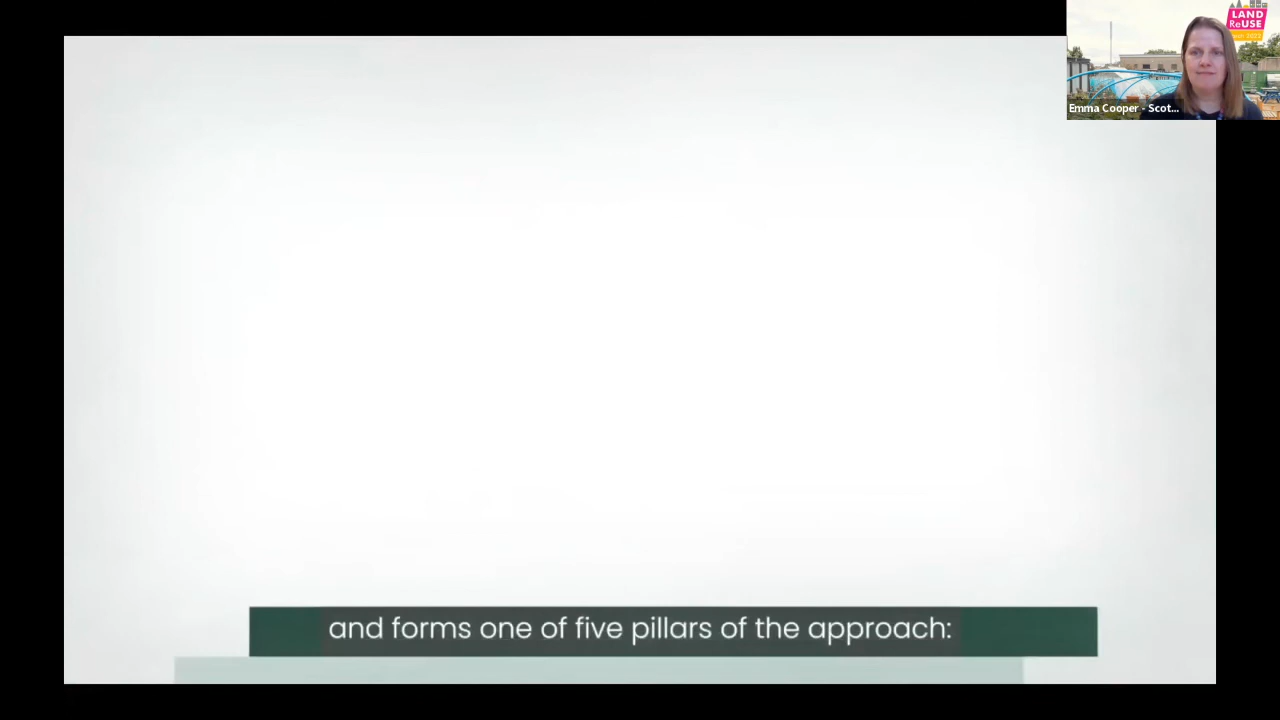 LAND
ReUSE
Emma Cooper - Scot...
and forms one of five pillars of the approach: